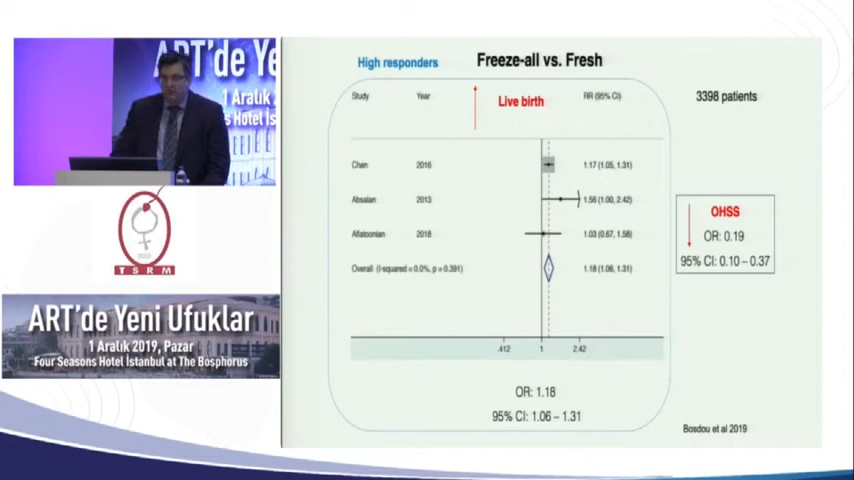 ART'de Ye
1 Aralık
s Hotel İsta
TSRM
ART'de Yeni Ufuklar
1 Aralık 2019, Pazar
Four Seasons Hotel İstanbul at The Bosphorus
High responders
Freeze-all vs. Fresh
Study Year RR (95% CI)
Live birth
Chen 2016 1.17 (1.05, 1.31)
Absalan 2013 1.56 (1.00, 2.42)
Aflatoonian 2018 1.03 (0.67, 1.58)
Overall (I-squared = 0.0%, p = 0.391) 1.18 (1.06, 1.31)
.412 1 2.42
OR: 1.18
95% CI: 1.06 – 1.31
3398 patients
OHSS
OR: 0.19
95% CI: 0.10 – 0.37
Bosdou et al 2019